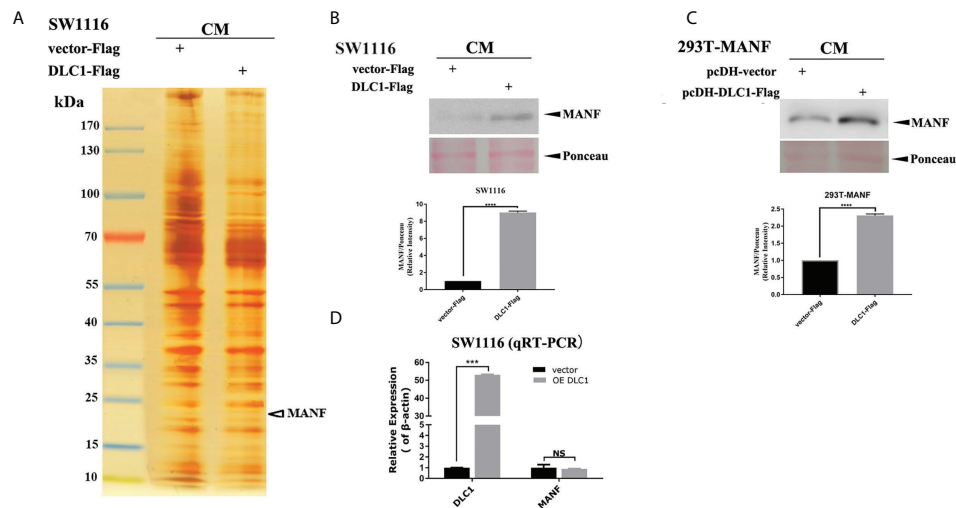 A
SW1116
CM
vector-Flag +
DLC1-Flag +
kDa
170
130
100
70
55
40
35
25
15
10
MANF
B
SW1116
CM
vector-Flag +
DLC1-Flag +
MANF
Ponceau
SW1116
****
MANF/Ponceau
(Relative Intensity)
10
8
6
4
2
0
vector-Flag
DLC1-Flag
C
293T-MANF
CM
pcDH-vector +
pcDH-DLC1-Flag +
MANF
Ponceau
293T-MANF
****
MANF/Ponceau
(Relative Intensity)
2.5
2.0
1.5
1.0
0.5
0
vector-Flag
DLC1-Flag
D
SW1116 (qRT-PCR)
Relative Expression
( of β-actin)
60
50
40
30
20
10
5
4
3
2
1
0
***
NS
vector
OE DLC1
DLC1
MANF